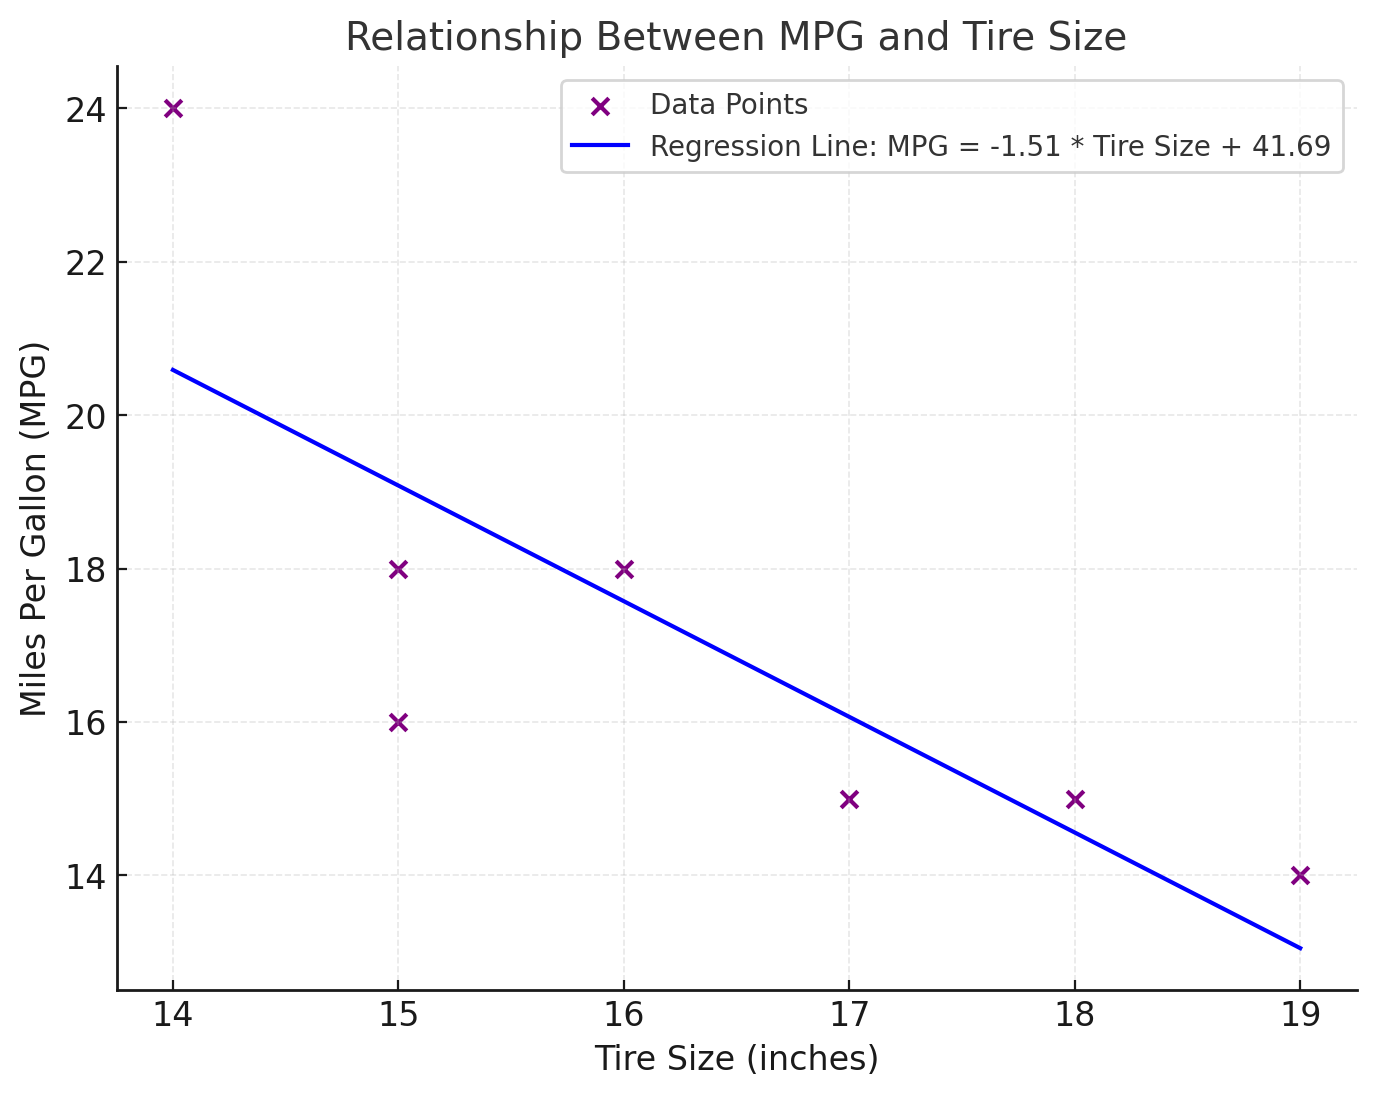 Relationship Between MPG and Tire Size
Data Points
Regression Line: MPG = -1.51 * Tire Size + 41.69
24
22
20
18
16
14
Miles Per Gallon (MPG)
14 15 16 17 18 19
Tire Size (inches)